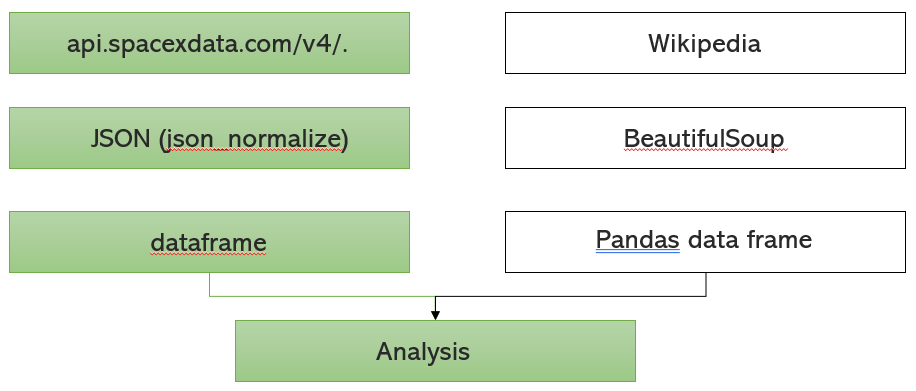 api.spacexdata.com/v4/.
Wikipedia
JSON (json_normalize)
BeautifulSoup
dataframe
Pandas data frame
Analysis